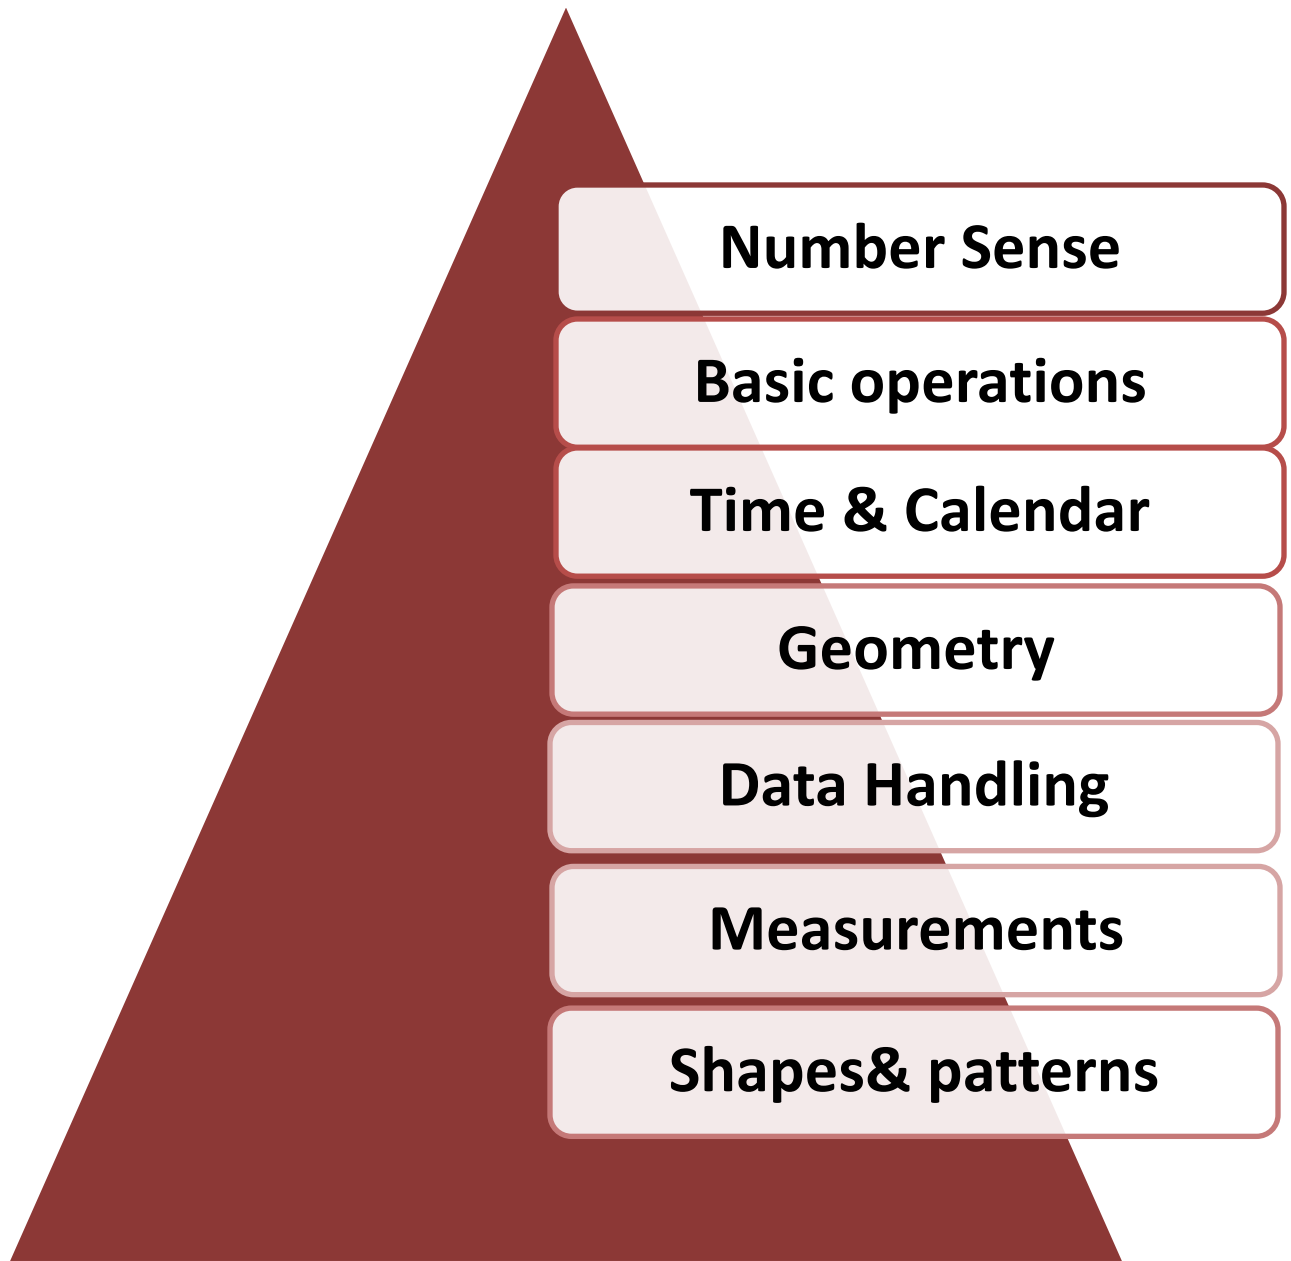 Number Sense
Basic operations
Time & Calendar
Geometry
Data Handling
Measurements
Shapes& patterns